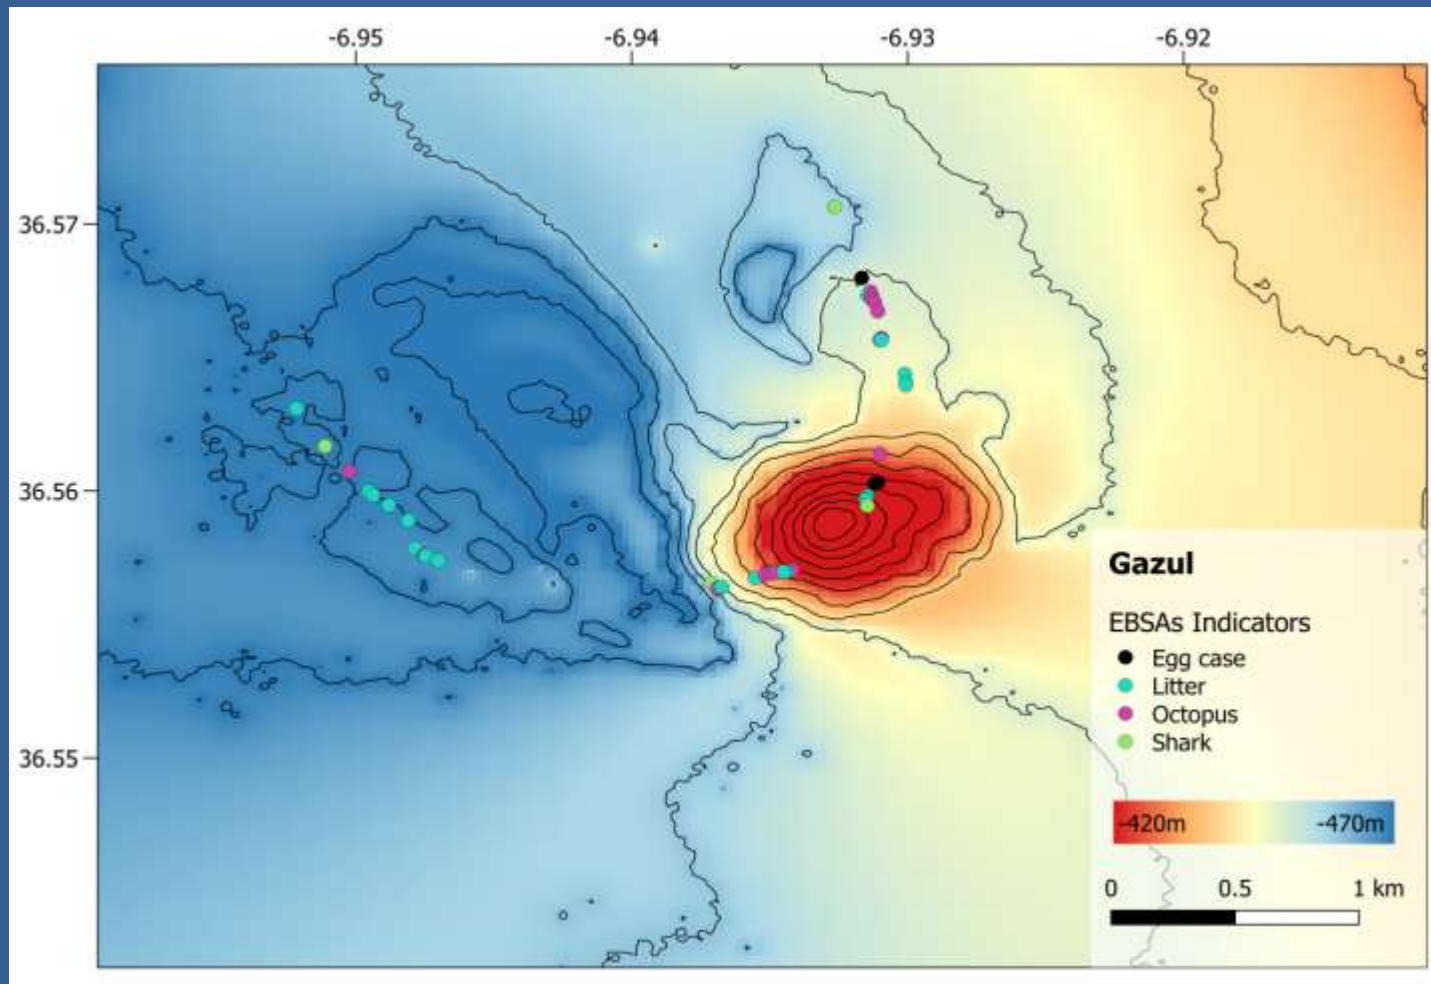 -6.95 -6.94 -6.93 -6.92
36.57
36.56
36.55
Gazul
EBSAs Indicators
Egg case
Litter
Octopus
Shark
-420m -470m
0 0.5 1 km